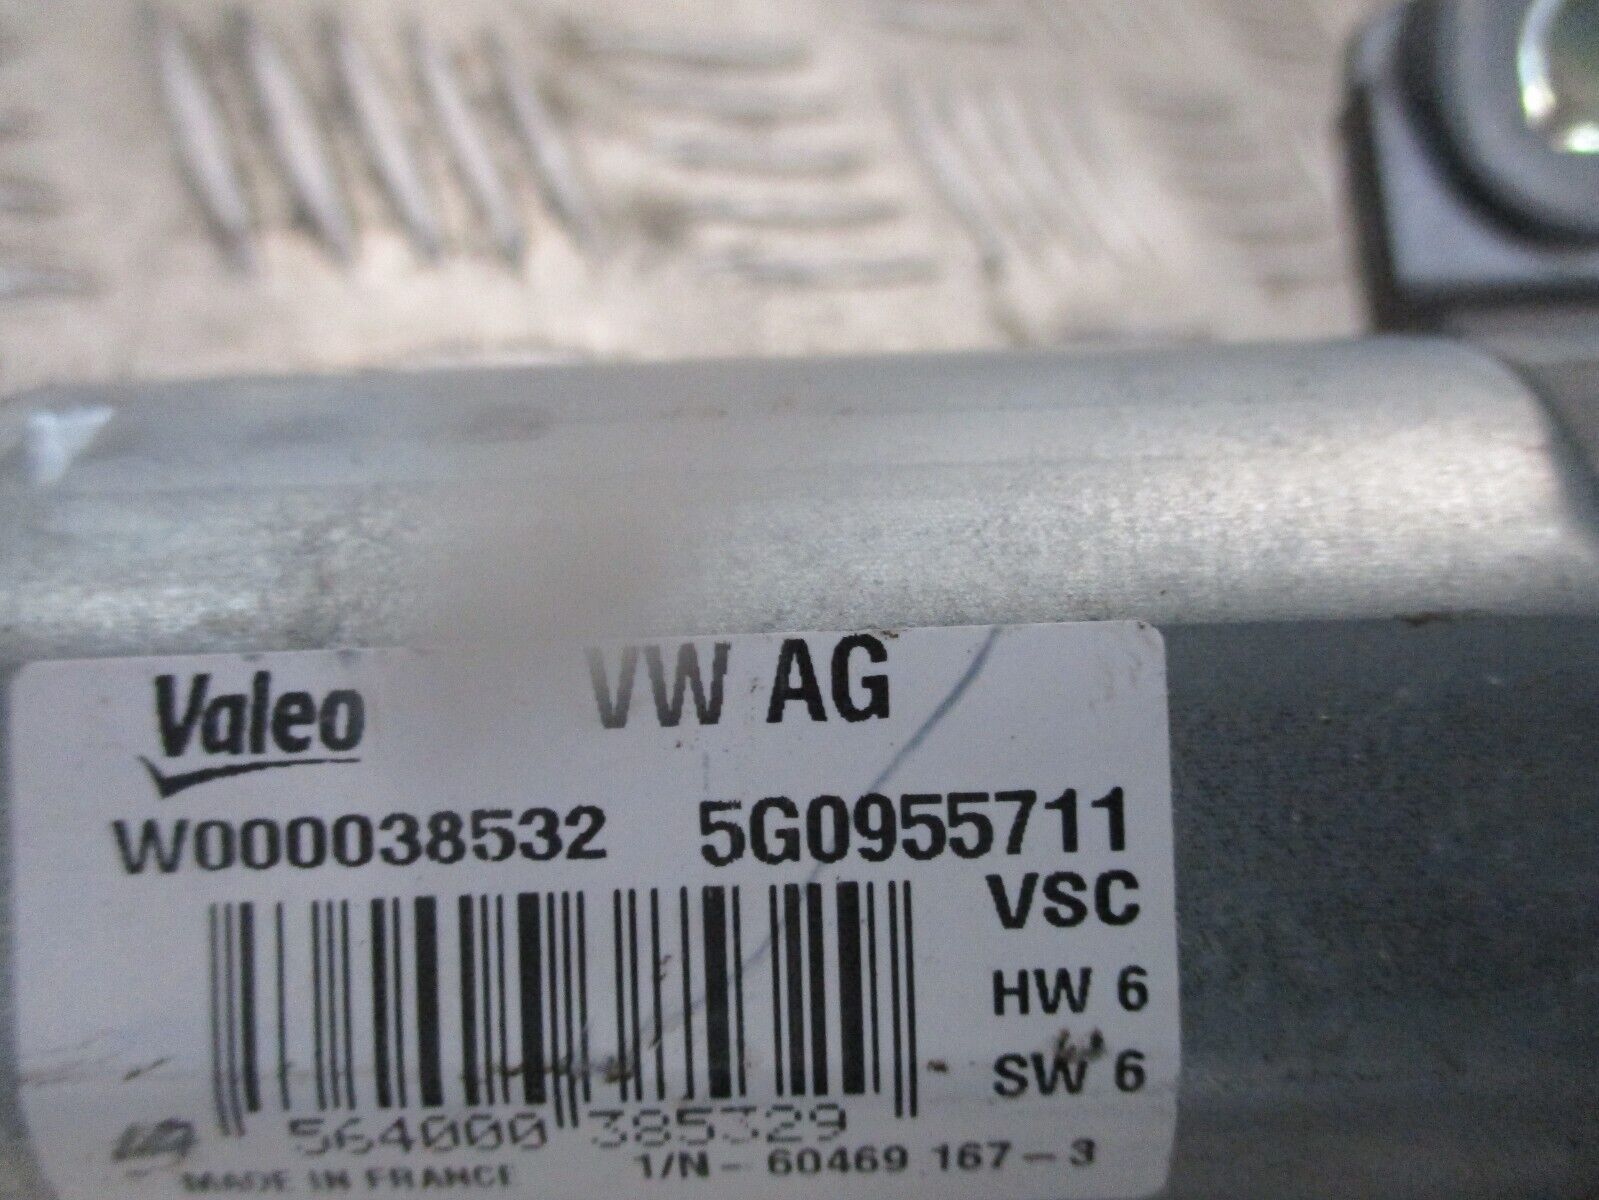 Valeo VW AG
W000038532 5G0955711
VSC
HW 6
SW 6
564000 385329
MADE IN FRANCE 1/N - 60469 167-3